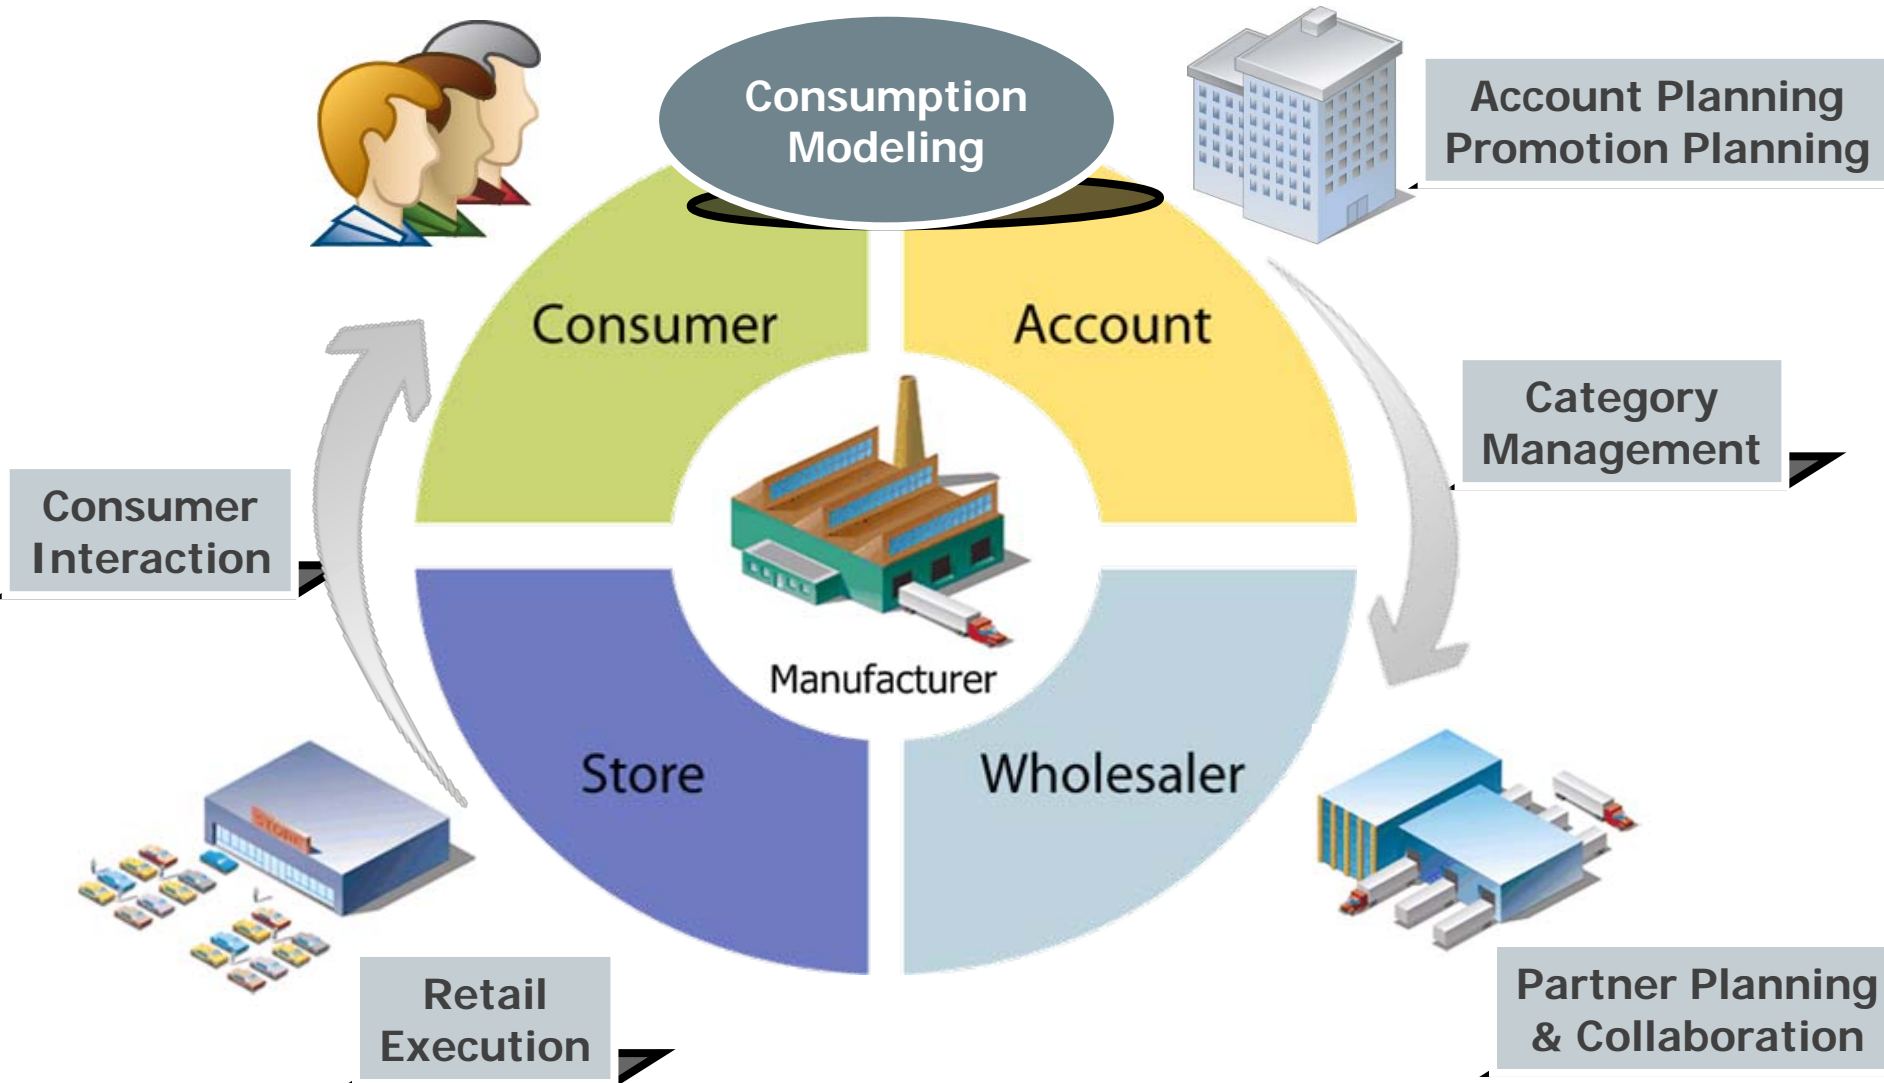 Consumption
Modeling
Account Planning
Promotion Planning
Consumer
Account
Category
Management
Consumer
Interaction
Manufacturer
Store
Wholesaler
STORE
Retail
Execution
Partner Planning
& Collaboration